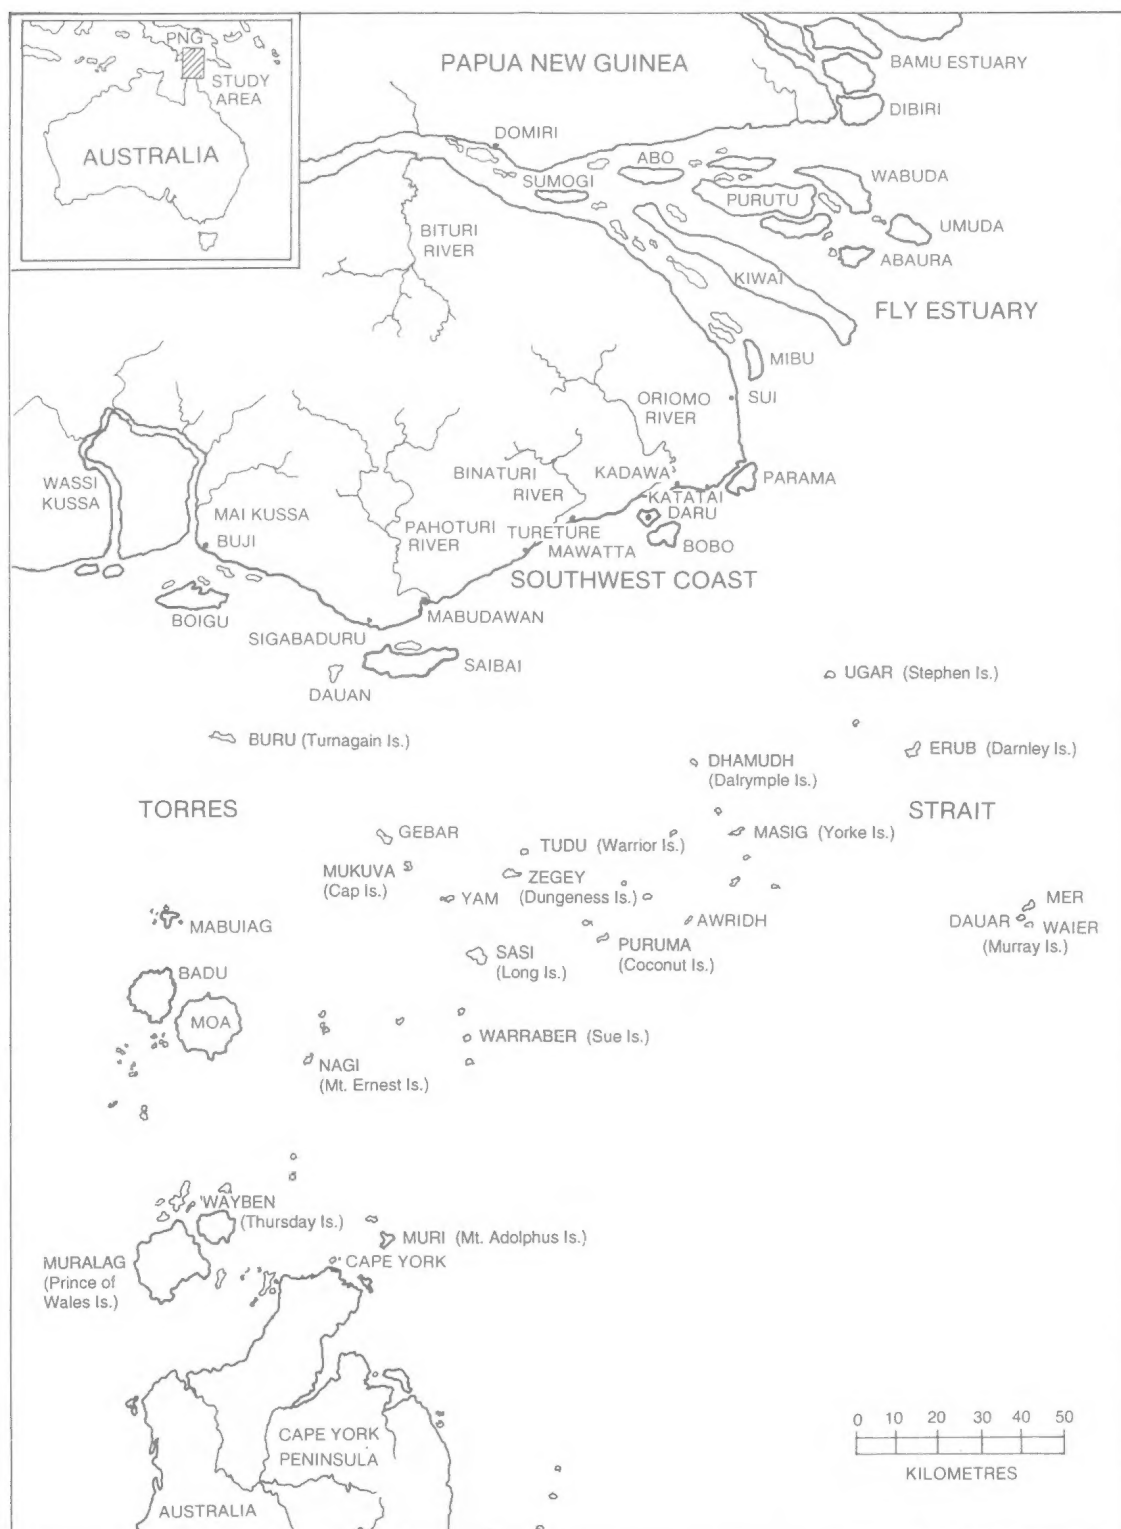 PNG
STUDY
AREA
AUSTRALIA
PAPUA NEW GUINEA
BAMU ESTUARY
DIBIRI
DOMIRI
ABO
SUMOGI
WABUDA
PURUTU
UMUDA
ABAURA
BITURI
RIVER
KIWAI
FLY ESTUARY
MIBU
SUI
ORIOMO
RIVER
WASSI
KUSSA
BINATURI
RIVER
KADAWA
PARAMA
KATATAI
MAI KUSSA
BUJI
PAHOTURI
RIVER
TURETURE
DARU
MAWATTA
BOBO
SOUTHWEST COAST
BOIGU
MABUDAWAN
SIGABADURU
SAIBAI
DAUAN
UGAR (Stephen Is.)
BURU (Turnagain Is.)
ERUB (Darnley Is.)
DHAMUDH
(Dalrymple Is.)
TORRES
STRAIT
GEBAR
TUDU (Warrior Is.)
MASIG (Yorke Is.)
MUKUVA
(Cap Is.)
ZEGEY
(Dungeness Is.)
YAM
MABUIAG
AWRIDH
MER
DAUAR
WAIER
(Murray Is.)
PURUMA
(Coconut Is.)
SASI
(Long Is.)
BADU
MOA
WARRABER (Sue Is.)
NAGI
(Mt. Ernest Is.)
WAYBEN
(Thursday Is.)
MURI (Mt. Adolphus Is.)
CAPE YORK
MURALAG
(Prince of
Wales Is.)
CAPE YORK
PENINSULA
AUSTRALIA
0 10 20 30 40 50
KILOMETRES